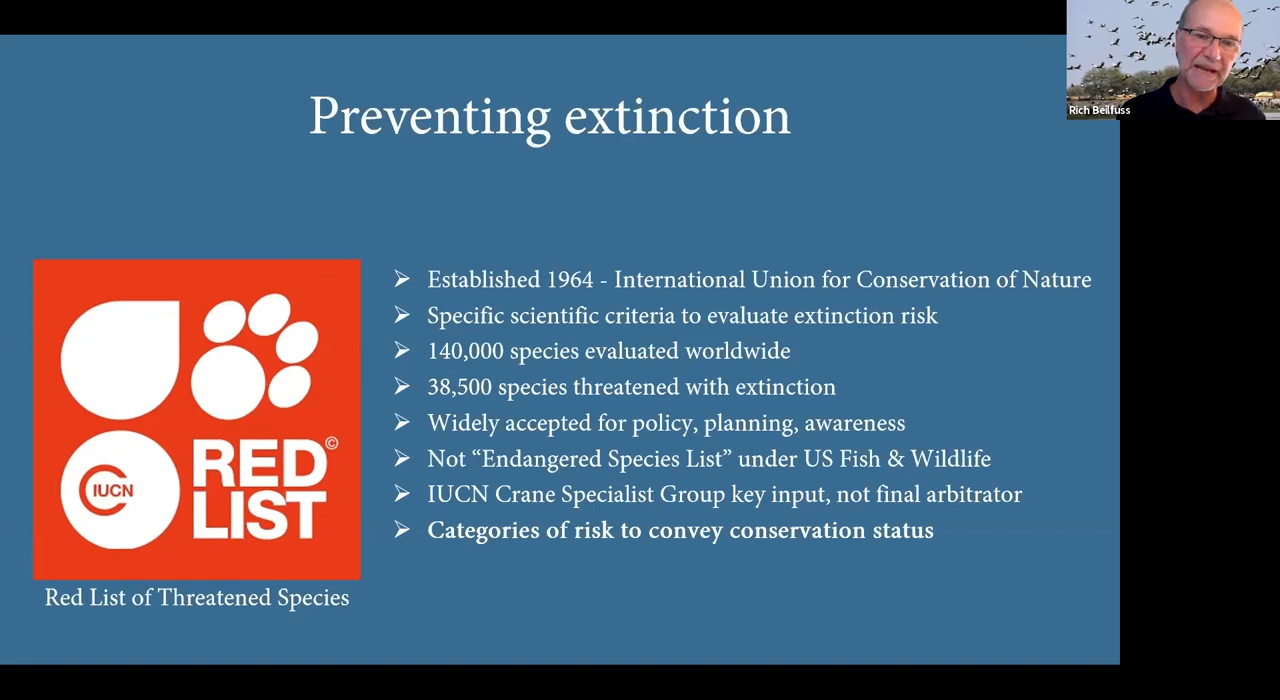 Rich Beilfuss
Preventing extinction
➢ Established 1964 - International Union for Conservation of Nature
➢ Specific scientific criteria to evaluate extinction risk
➢ 140,000 species evaluated worldwide
➢ 38,500 species threatened with extinction
➢ Widely accepted for policy, planning, awareness
➢ Not “Endangered Species List” under US Fish & Wildlife
➢ IUCN Crane Specialist Group key input, not final arbitrator
➢ Categories of risk to convey conservation status
IUCN
RED©
LIST
Red List of Threatened Species